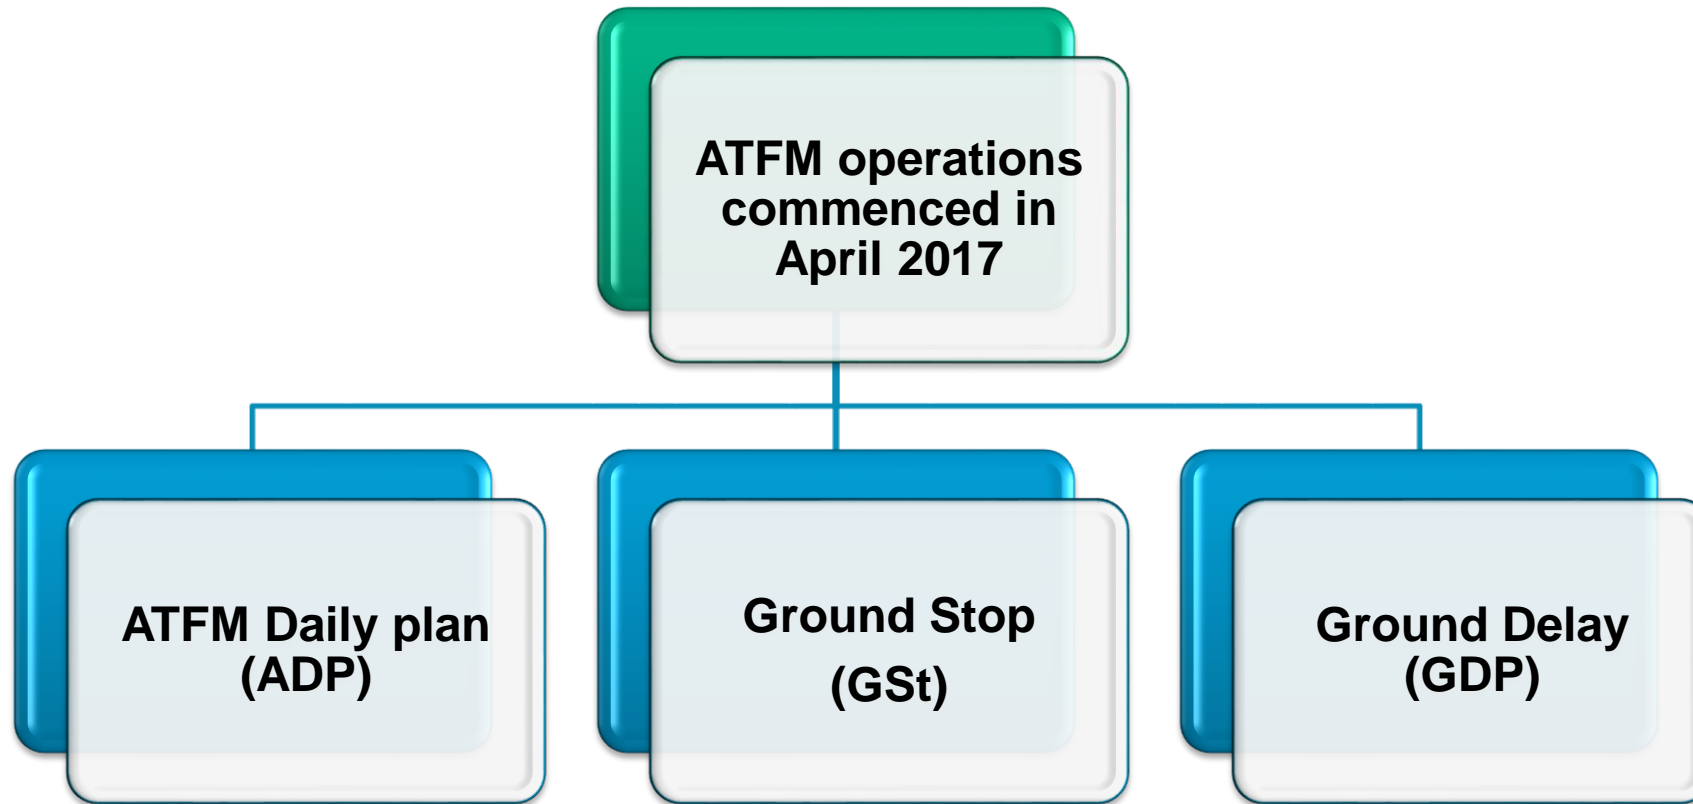 ATFM operations
commenced in
April 2017
ATFM Daily plan
(ADP)
Ground Stop
(GSt)
Ground Delay
(GDP)